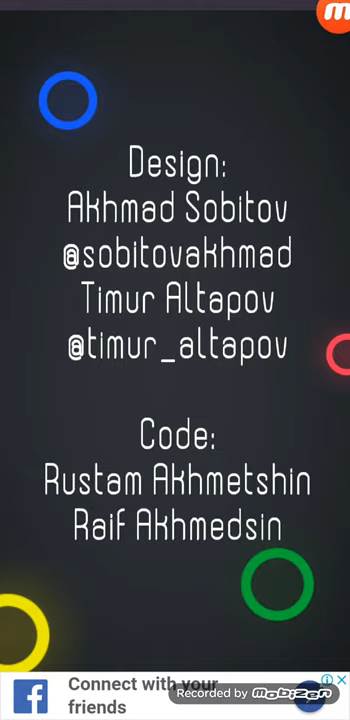 m
Design:
Akhmad Sobitov
@sobitovakhmad
Timur Altapov
@timur_altapov
Code:
Rustam Akhmetshin
Raif Akhmedsin
Connect with your
friends
Recorded by mobizen